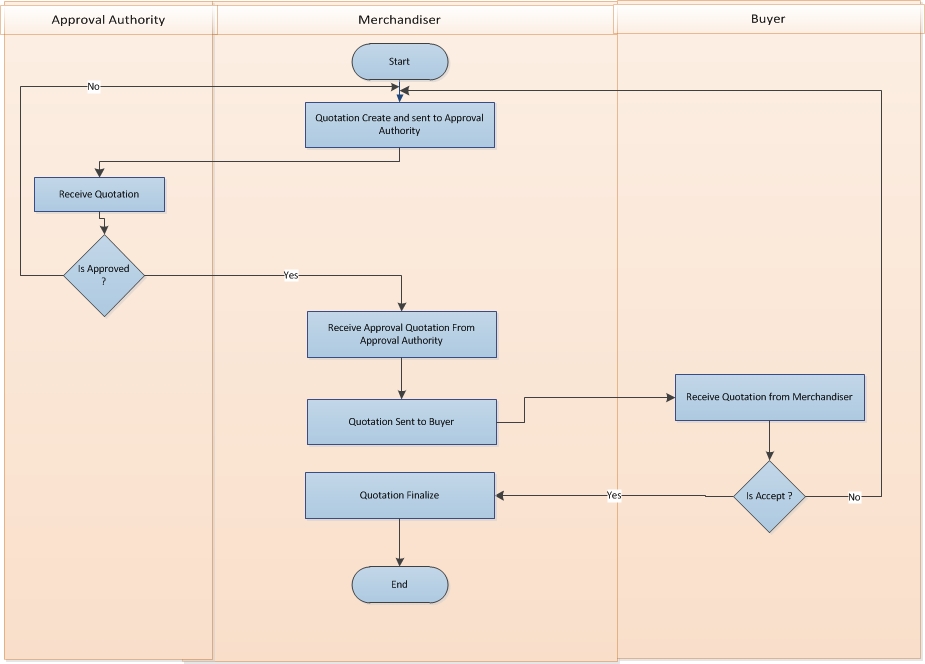 Approval Authority
Merchandiser
Buyer
Start
No
Quotation Create and sent to Approval
Authority
Receive Quotation
Is Approved
?
Yes
Receive Approval Quotation From
Approval Authority
Receive Quotation from Merchandiser
Quotation Sent to Buyer
Quotation Finalize
Yes
Is Accept ?
No
End